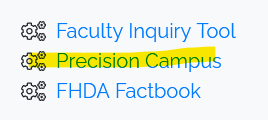 Faculty Inquiry Tool
Precision Campus
FHDA Factbook